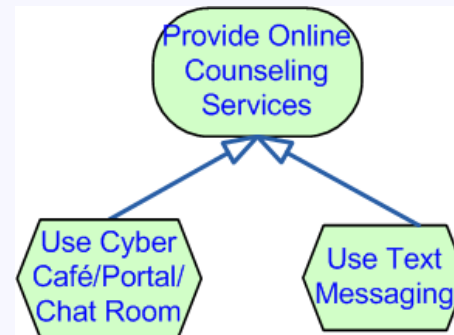 Provide Online
Counseling
Services
Use Cyber
Café/Portal/
Chat Room
Use Text
Messaging